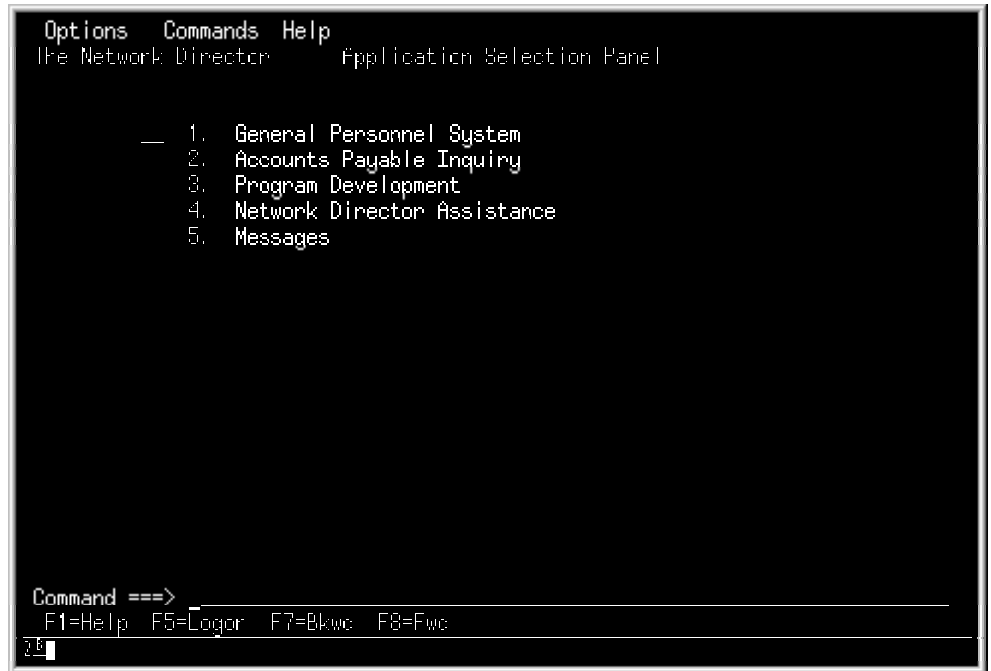 Options Commands Help
The Network Director Application Selection Panel
__ 1. General Personnel System
2. Accounts Payable Inquiry
3. Program Development
4. Network Director Assistance
5. Messages
Command ===> _
F1=Help F5=Logon F7=Bkwd F8=Fwd